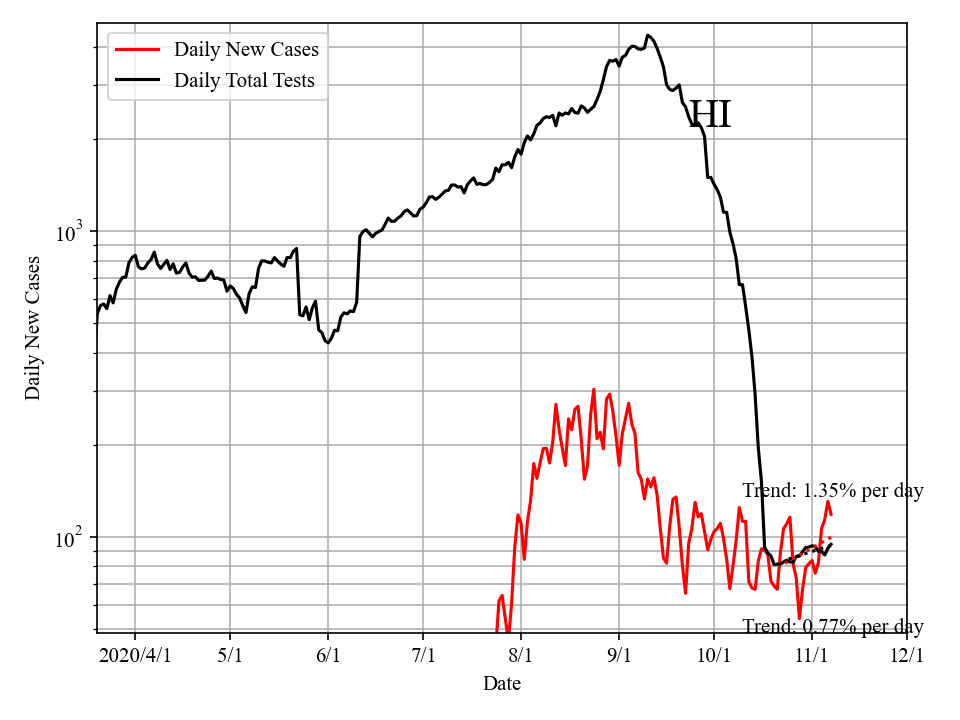 Daily New Cases
Daily Total Tests
HI
10^3
10^2
Daily New Cases
Trend: 1.35% per day
Trend: 0.77% per day
2020/4/1 5/1 6/1 7/1 8/1 9/1 10/1 11/1 12/1
Date